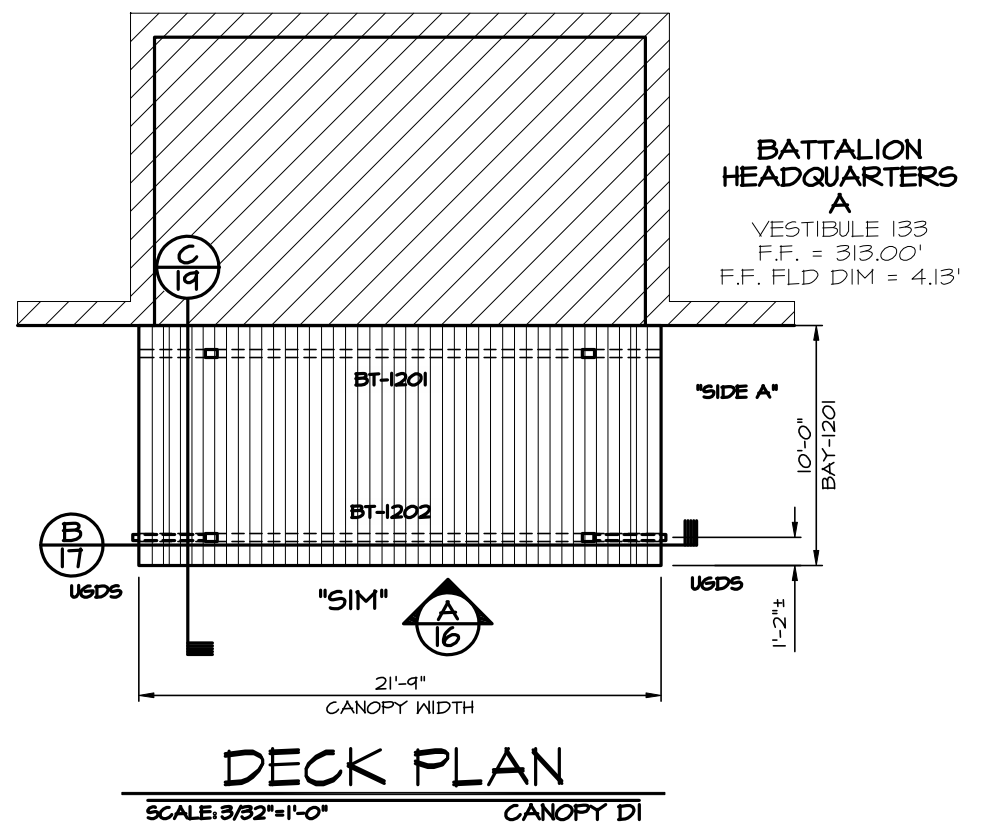 BATTALION
HEADQUARTERS
A
VESTIBULE 133
F.F. = 313.00'
F.F. FLD DIM = 4.13'
C
19
BT-1201
"SIDE A"
10'-0"
BAY-1201
BT-1202
B
17
UGDS
"SIM"
A
16
UGDS
1'-2"±
21'-9"
CANOPY WIDTH
DECK PLAN
SCALE: 3/32"=1'-0" CANOPY D1